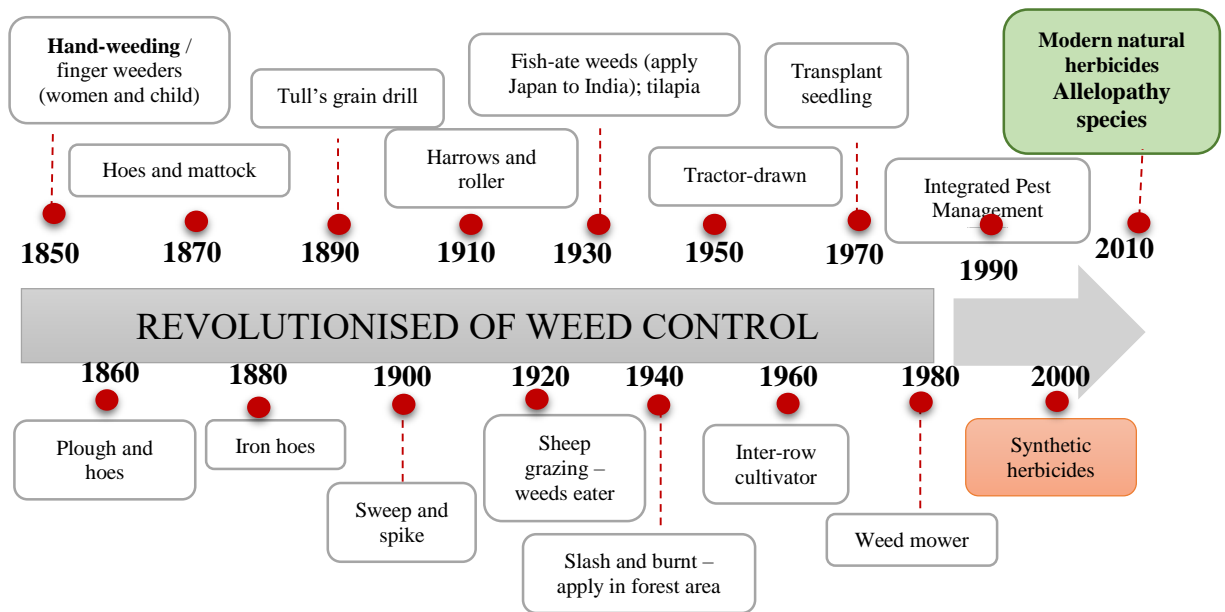 Hand-weeding /
finger weeders
(women and child)
Tull's grain drill
Fish-ate weeds (apply
Japan to India); tilapia
Transplant
seedling
Modern natural
herbicides
Allelopathy
species
Hoes and mattock
Harrows and
roller
Tractor-drawn
Integrated Pest
Management
1850
1870
1890
1910
1930
1950
1970
1990
2010
REVOLUTIONISED OF WEED CONTROL
1860
1880
1900
1920
1940
1960
1980
2000
Plough and
hoes
Iron hoes
Sweep and
spike
Sheep
grazing –
weeds eater
Slash and burnt –
apply in forest area
Inter-row
cultivator
Weed mower
Synthetic
herbicides